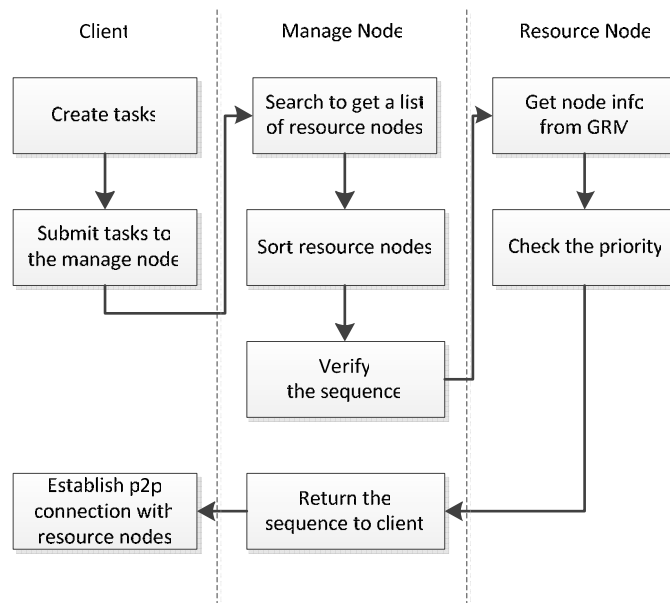 Client
Manage Node
Resource Node
Create tasks
Search to get a list
of resource nodes
Get node info
from GRM
Submit tasks to
the manage node
Sort resource nodes
Check the priority
Verify
the sequence
Establish p2p
connection with
resource nodes
Return the
sequence to client